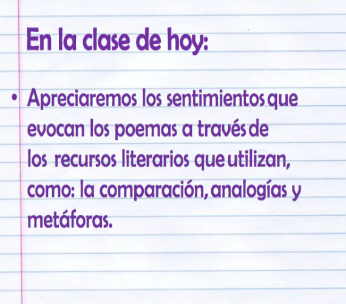 En la clase de hoy:
• Apreciaremos los sentimientos que
evocan los poemas a través de
los recursos literarios que utilizan,
como: la comparación, analogías y
metáforas.